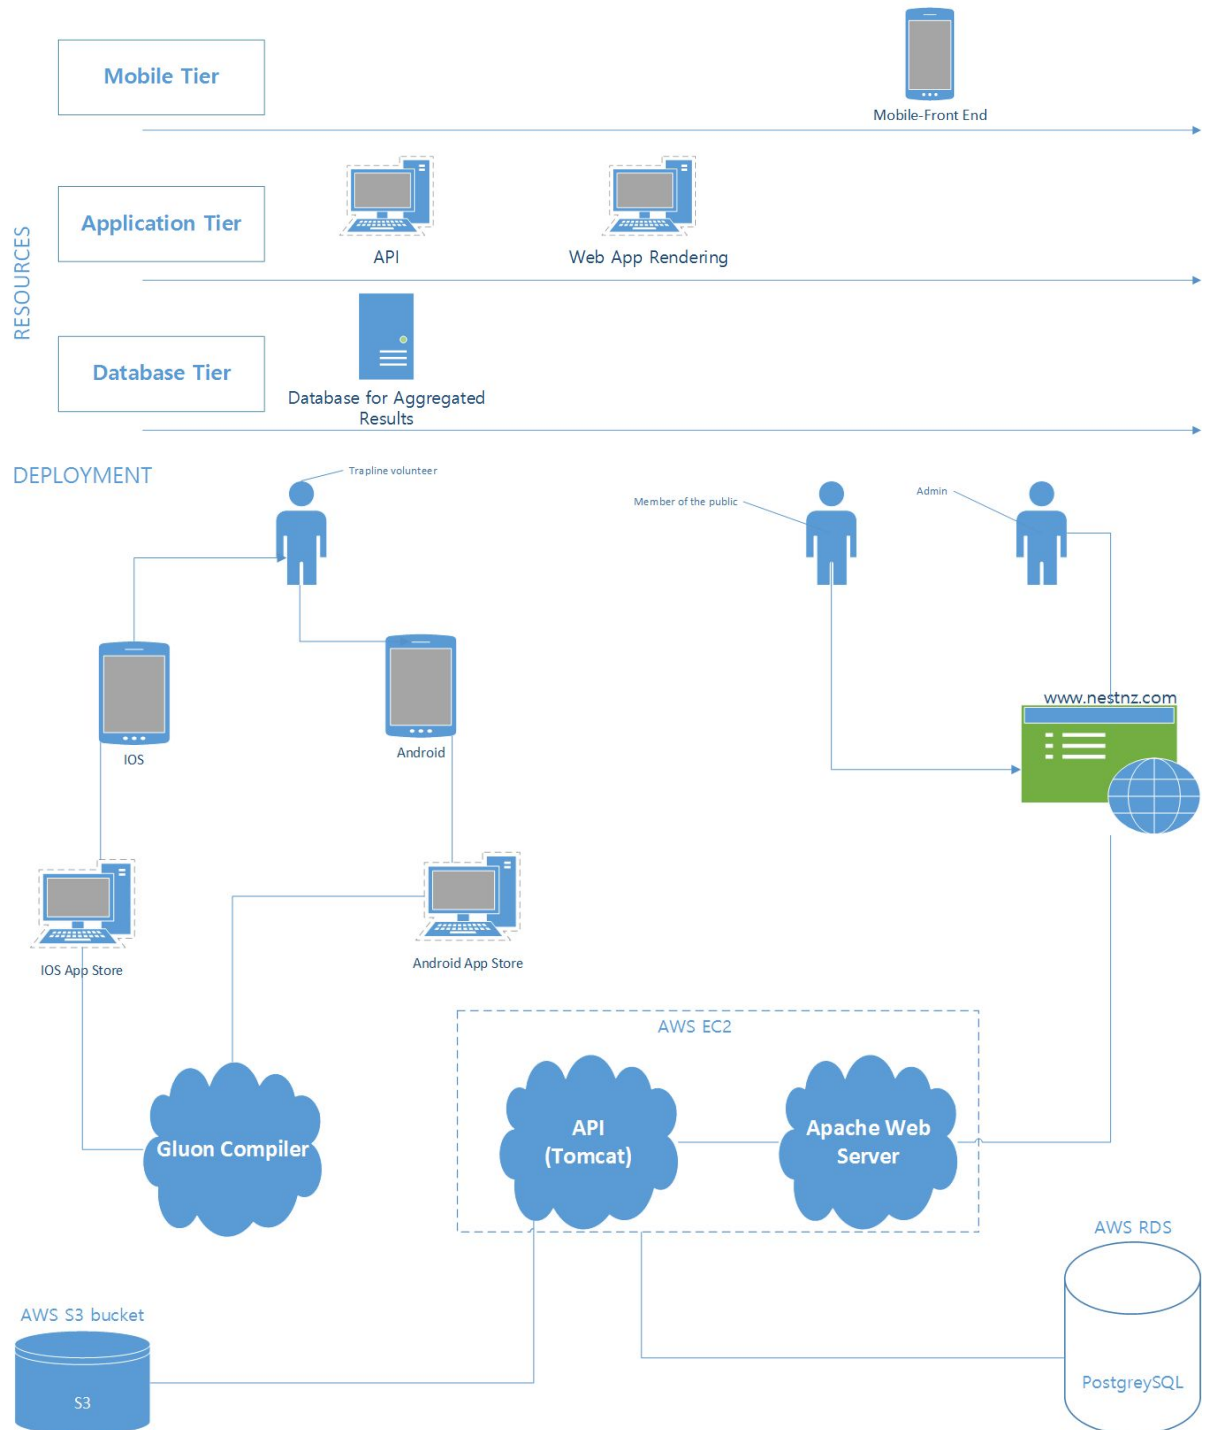 Mobile Tier
Mobile-Front End
RESOURCES
Application Tier
API
Web App Rendering
Database Tier
Database for Aggregated
Results
DEPLOYMENT
Trapline volunteer
Member of the public
Admin
www.nestnz.com
IOS
Android
IOS App Store
Android App Store
AWS EC2
Gluon Compiler
API
(Tomcat)
Apache Web
Server
AWS RDS
PostgreySQL
AWS S3 bucket
S3